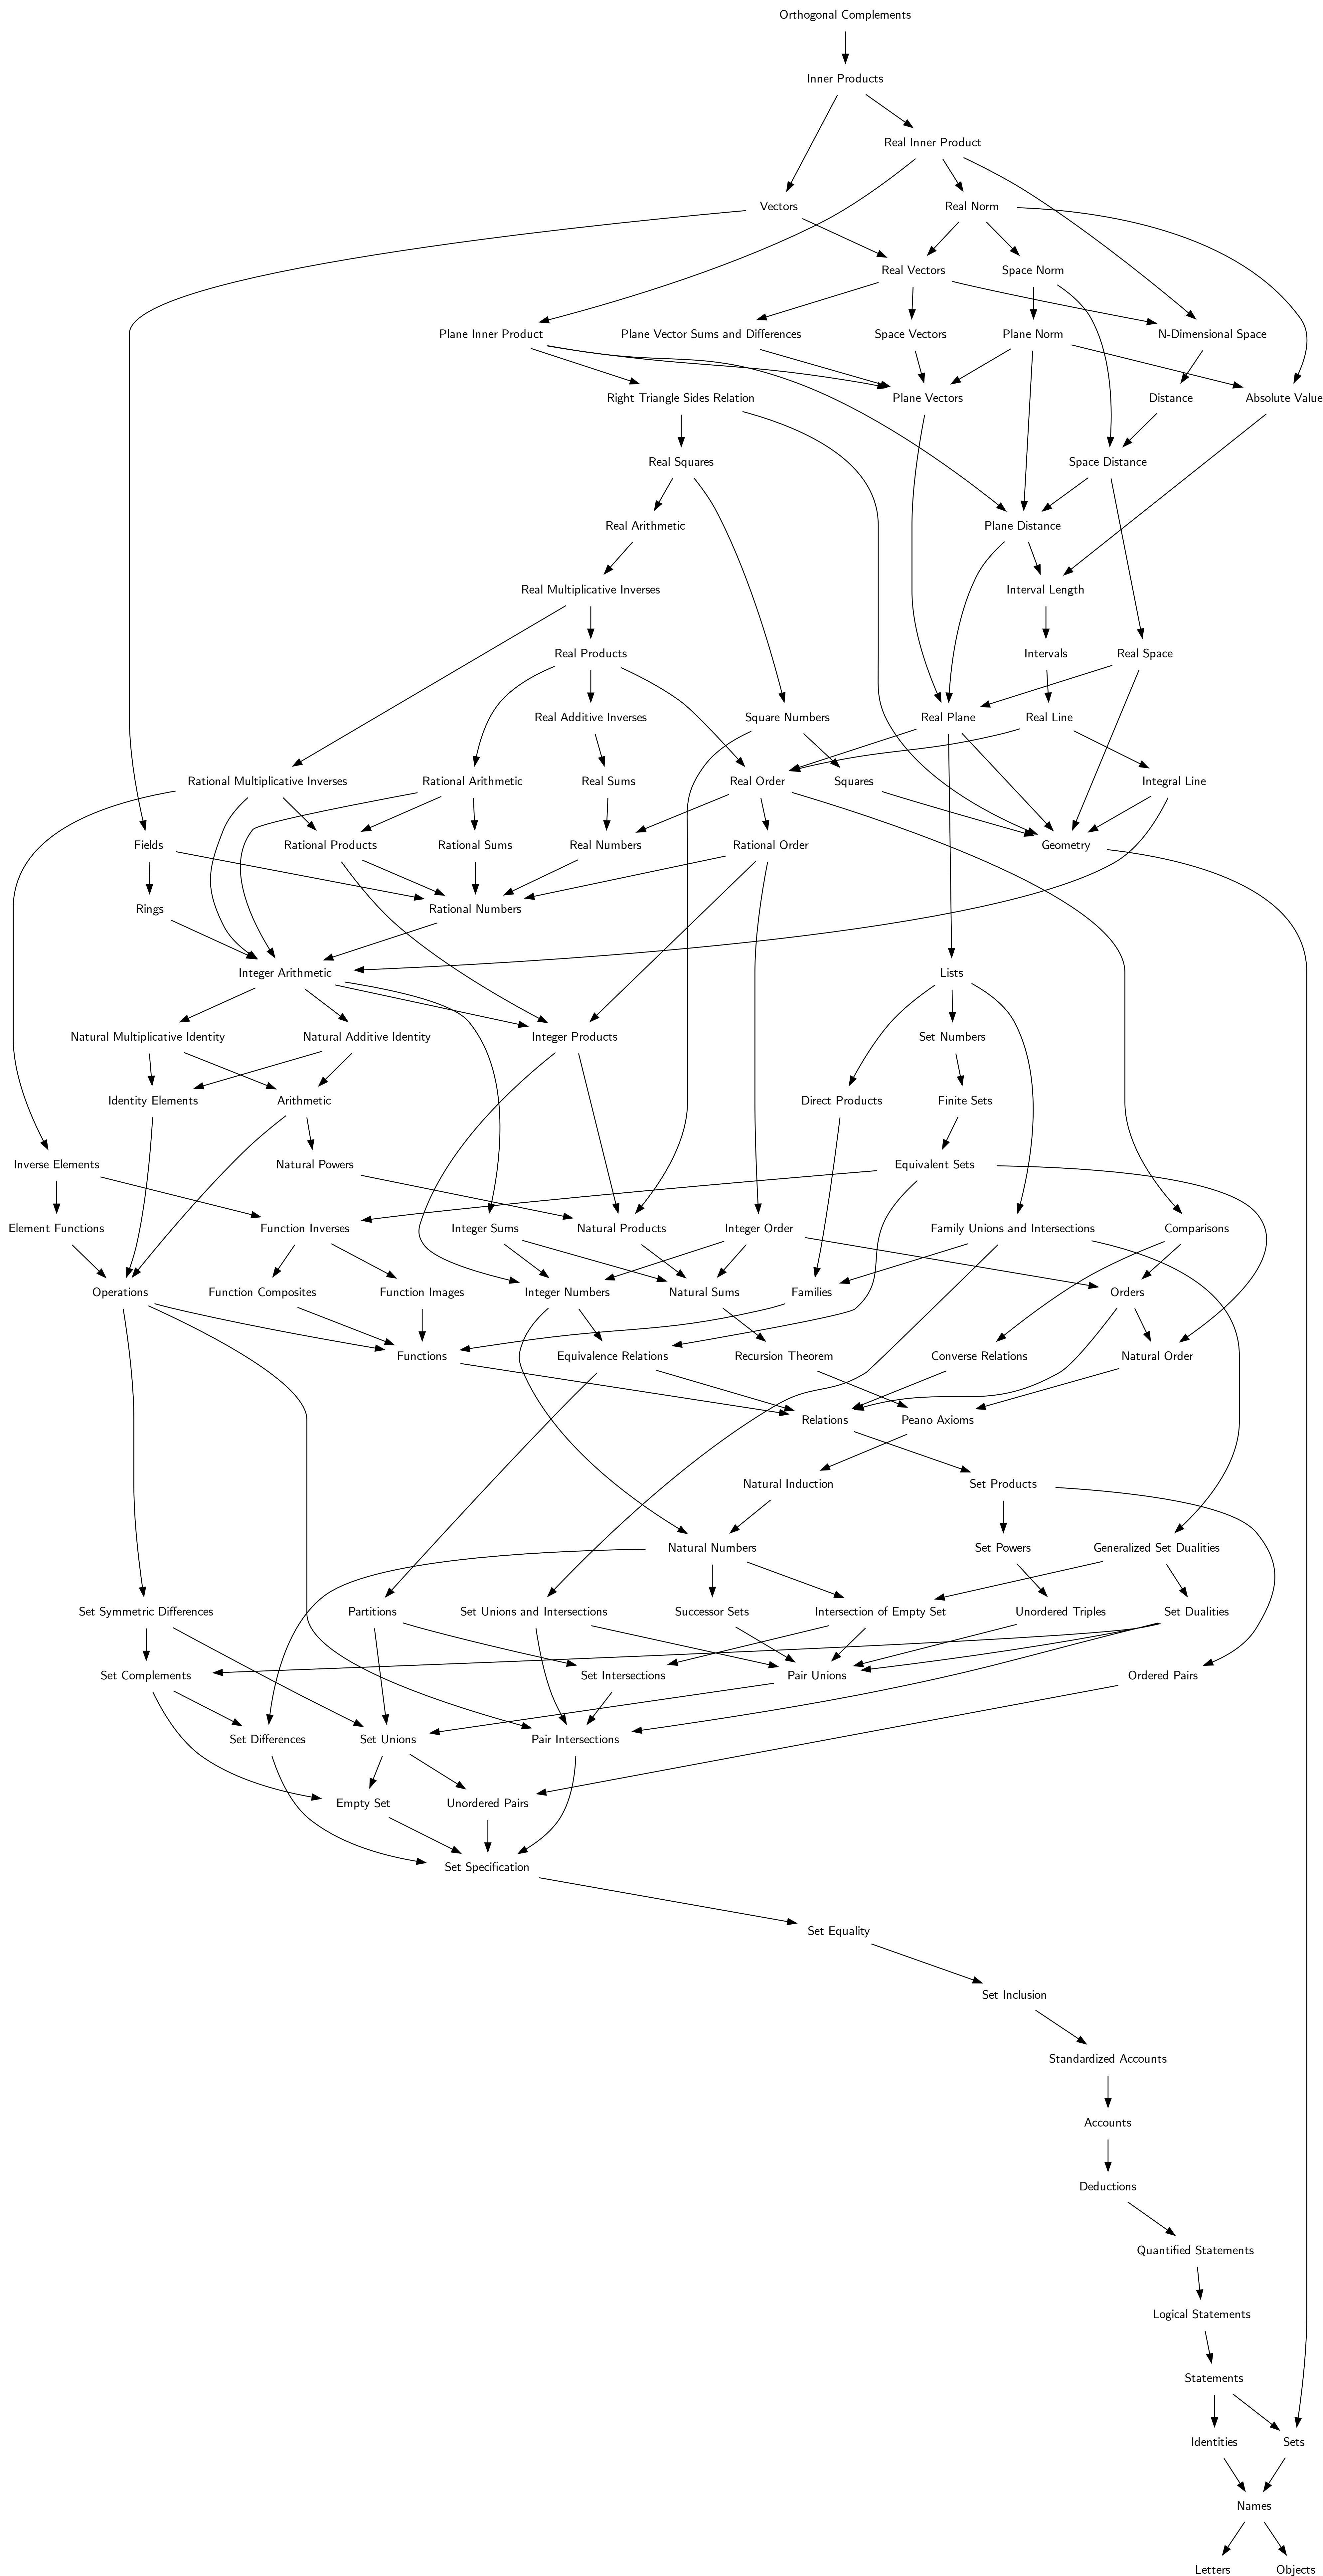 Orthogonal Complements
Inner Products
Real Inner Product
Vectors
Real Norm
Real Vectors
Space Norm
Plane Inner Product
Plane Vector Sums and Differences
Space Vectors
Plane Norm
N-Dimensional Space
Right Triangle Sides Relation
Plane Vectors
Distance
Absolute Value
Real Squares
Space Distance
Real Arithmetic
Plane Distance
Real Multiplicative Inverses
Interval Length
Real Products
Intervals
Real Space
Real Additive Inverses
Square Numbers
Real Plane
Real Line
Rational Multiplicative Inverses
Rational Arithmetic
Real Sums
Real Order
Squares
Integral Line
Fields
Rational Products
Rational Sums
Real Numbers
Rational Order
Geometry
Rings
Rational Numbers
Integer Arithmetic
Lists
Natural Multiplicative Identity
Natural Additive Identity
Integer Products
Set Numbers
Identity Elements
Arithmetic
Direct Products
Finite Sets
Inverse Elements
Natural Powers
Equivalent Sets
Element Functions
Function Inverses
Integer Sums
Natural Products
Integer Order
Family Unions and Intersections
Comparisons
Operations
Function Composites
Function Images
Integer Numbers
Natural Sums
Families
Orders
Functions
Equivalence Relations
Recursion Theorem
Converse Relations
Natural Order
Relations
Peano Axioms
Natural Induction
Set Products
Natural Numbers
Set Powers
Generalized Set Dualities
Set Symmetric Differences
Partitions
Set Unions and Intersections
Successor Sets
Intersection of Empty Set
Unordered Triples
Set Dualities
Set Complements
Set Intersections
Pair Unions
Ordered Pairs
Set Differences
Set Unions
Pair Intersections
Empty Set
Unordered Pairs
Set Specification
Set Equality
Set Inclusion
Standardized Accounts
Accounts
Deductions
Quantified Statements
Logical Statements
Statements
Identities
Sets
Names
Letters
Objects